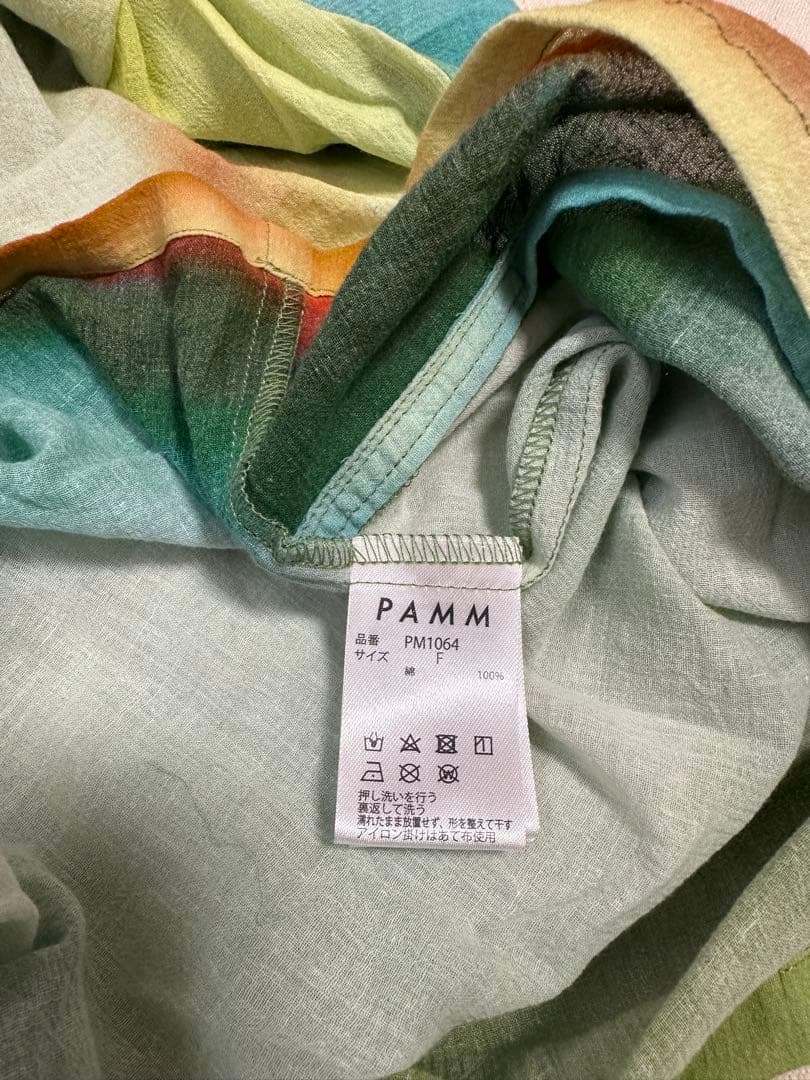 PAMM
品番 PM1064
サイズ F
綿 100%
押し洗いを行う
裏返して洗う
濡れたまま放置せず、形を整えて干す
アイロン掛けはあて布使用